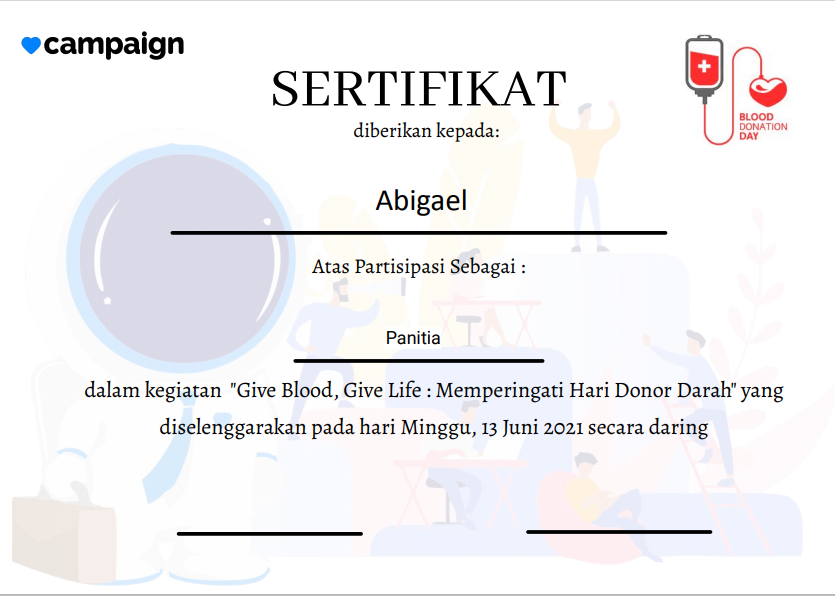 campaign
SERTIFIKAT
diberikan kepada:
BLOOD
DONATION
DAY
Abigael
Atas Partisipasi Sebagai :
Panitia
dalam kegiatan "Give Blood, Give Life : Memperingati Hari Donor Darah" yang
diselenggarakan pada hari Minggu, 13 Juni 2021 secara daring